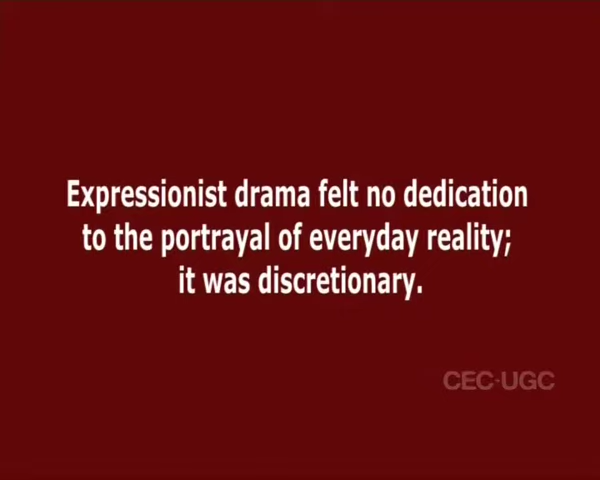 Expressionist drama felt no dedication
to the portrayal of everyday reality;
it was discretionary.
CEC-UGC